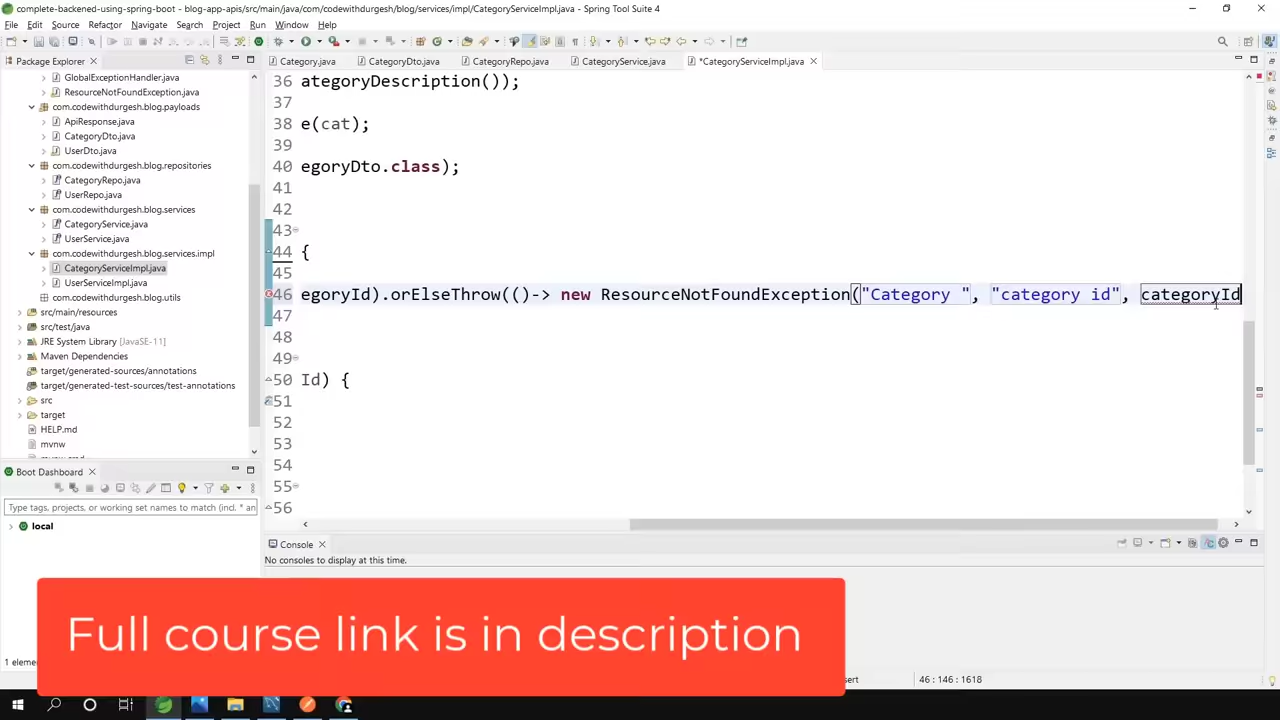 complete-backened-using-spring-boot - blog-app-apis/src/main/java/com/codewithdurgesh/blog/services/impl/CategoryServiceImpl.java - Spring Tool Suite 4
File Edit Source Refactor Navigate Search Project Run Window Help
Package Explorer
Category.java CategoryDto.java CategoryRepo.java CategoryService.java *CategoryServiceImpl.java
GlobalExceptionHandler.java
ResourceNotFoundException.java
com.codewithdurgesh.blog.payloads
ApiResponse.java
CategoryDto.java
UserDto.java
com.codewithdurgesh.blog.repositories
CategoryRepo.java
UserRepo.java
com.codewithdurgesh.blog.services
CategoryService.java
UserService.java
com.codewithdurgesh.blog.services.impl
CategoryServiceImpl.java
UserServiceImpl.java
com.codewithdurgesh.blog.utils
src/main/resources
src/test/java
JRE System Library [JavaSE-11]
Maven Dependencies
target/generated-sources/annotations
target/generated-test-sources/test-annotations
src
target
HELP.md
mvnw
36 ategoryDescription());
37
38 e(cat);
39
40 egoryDto.class);
41
42
43
44 {
45
46 egoryId).orElseThrow(()-> new ResourceNotFoundException("Category ", "category id", categoryId
47
48
49
50 Id) {
51
52
53
54
55
56
Boot Dashboard
Type tags, projects, or working set names to match (incl. * an
local
Console
No consoles to display at this time.
Full course link is in description
46 : 146 : 1618